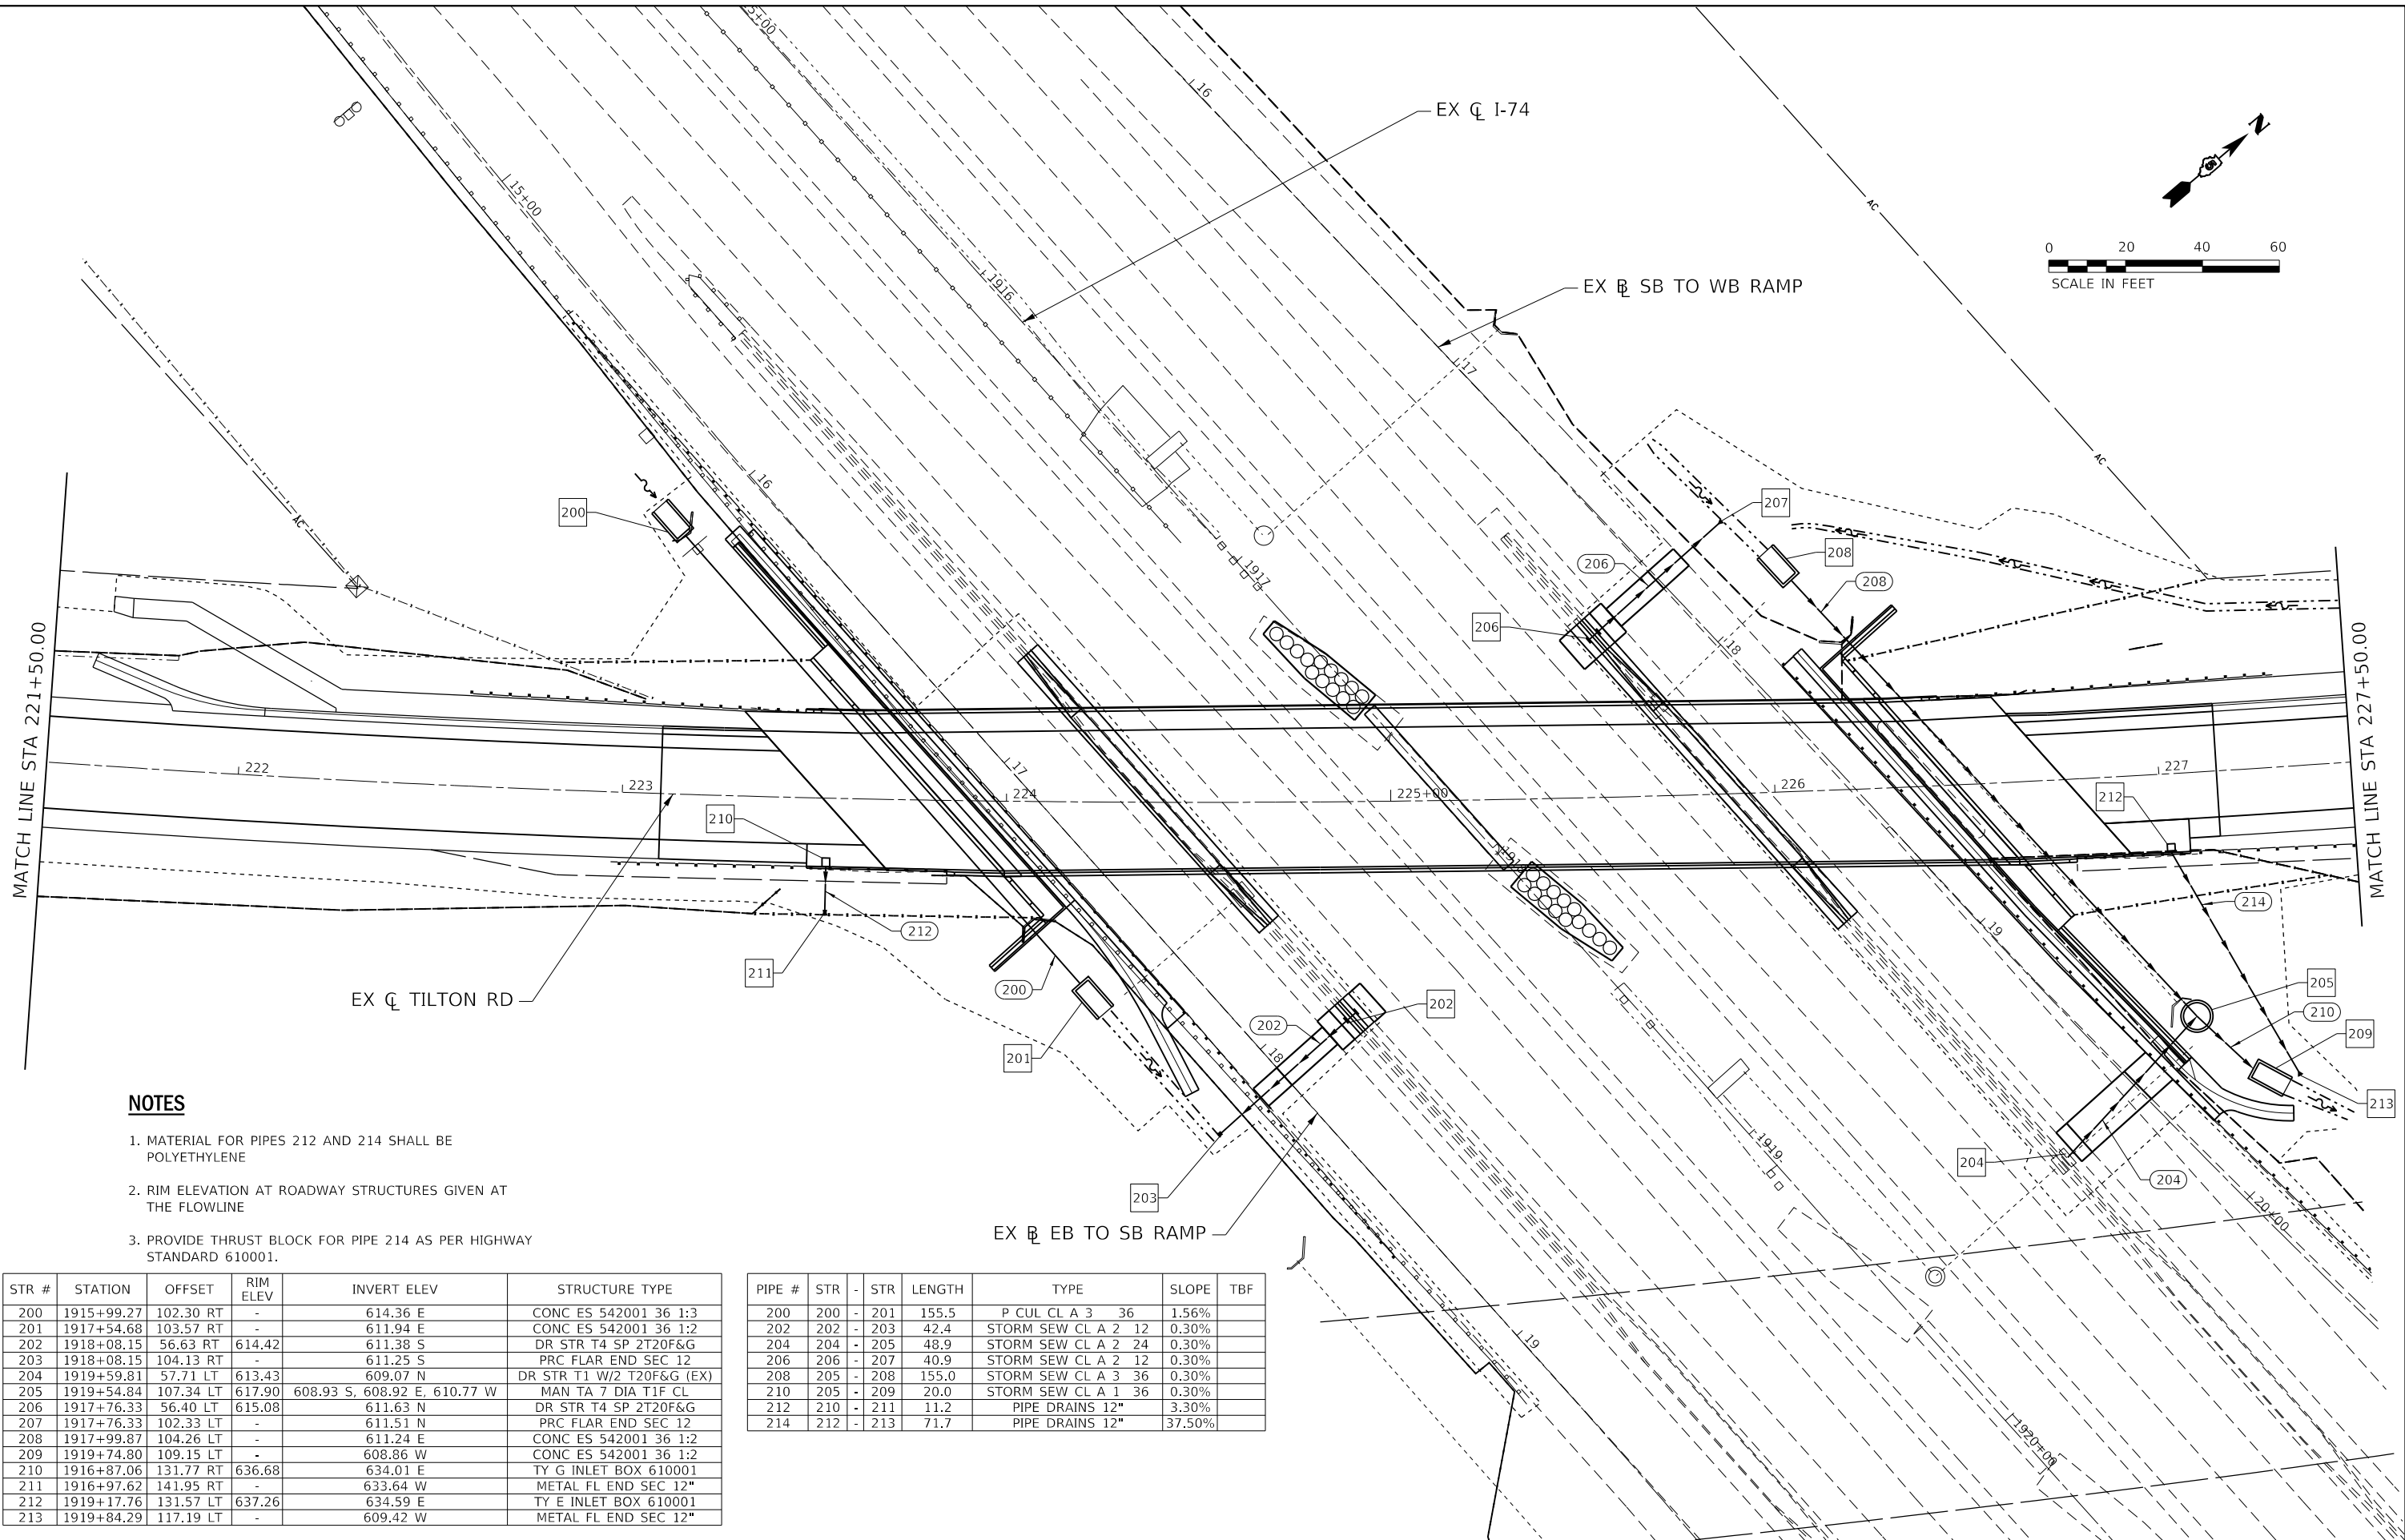 5+00
16
EX CL I-74
N
15+00
AC
0 20 40 60
SCALE IN FEET
1916
EX BL SB TO WB RAMP
17
AC
16
200
207
AC
208
1917
206
208
206
18
MATCH LINE STA 221+50.00
MATCH LINE STA 227+50.00
222
223
17
224
225+00
226
227
210
212
191
214
212
19
211
200
EX CL TILTON RD
205
202
202
210
209
201
18
213
204
1919
204
203
20+00
EX BL EB TO SB RAMP
19
1920+00
NOTES
1. MATERIAL FOR PIPES 212 AND 214 SHALL BE
POLYETHYLENE
2. RIM ELEVATION AT ROADWAY STRUCTURES GIVEN AT
THE FLOWLINE
3. PROVIDE THRUST BLOCK FOR PIPE 214 AS PER HIGHWAY
STANDARD 610001.
STR # STATION OFFSET RIM ELEV INVERT ELEV STRUCTURE TYPE
200 1915+99.27 102.30 RT - 614.36 E CONC ES 542001 36 1:3
201 1917+54.68 103.57 RT - 611.94 E CONC ES 542001 36 1:2
202 1918+08.15 56.63 RT 614.42 611.38 S DR STR T4 SP 2T20F&G
203 1918+08.15 104.13 RT - 611.25 S PRC FLAR END SEC 12
204 1919+59.81 57.71 LT 613.43 609.07 N DR STR T1 W/2 T20F&G (EX)
205 1919+54.84 107.34 LT 617.90 608.93 S, 608.92 E, 610.77 W MAN TA 7 DIA T1F CL
206 1917+76.33 56.40 LT 615.08 611.63 N DR STR T4 SP 2T20F&G
207 1917+76.33 102.33 LT - 611.51 N PRC FLAR END SEC 12
208 1917+99.87 104.26 LT - 611.24 E CONC ES 542001 36 1:2
209 1919+74.80 109.15 LT - 608.86 W CONC ES 542001 36 1:2
210 1916+87.06 131.77 RT 636.68 634.01 E TY G INLET BOX 610001
211 1916+97.62 141.95 RT - 633.64 W METAL FL END SEC 12"
212 1919+17.76 131.57 LT 637.26 634.59 E TY E INLET BOX 610001
213 1919+84.29 117.19 LT - 609.42 W METAL FL END SEC 12"
PIPE # STR - STR LENGTH TYPE SLOPE TBF
200 200 - 201 155.5 P CUL CL A 3 36 1.56%
202 202 - 203 42.4 STORM SEW CL A 2 12 0.30%
204 204 - 205 48.9 STORM SEW CL A 2 24 0.30%
206 206 - 207 40.9 STORM SEW CL A 2 12 0.30%
208 205 - 208 155.0 STORM SEW CL A 3 36 0.30%
210 205 - 209 20.0 STORM SEW CL A 1 36 0.30%
212 210 - 211 11.2 PIPE DRAINS 12" 3.30%
214 212 - 213 71.7 PIPE DRAINS 12" 37.50%